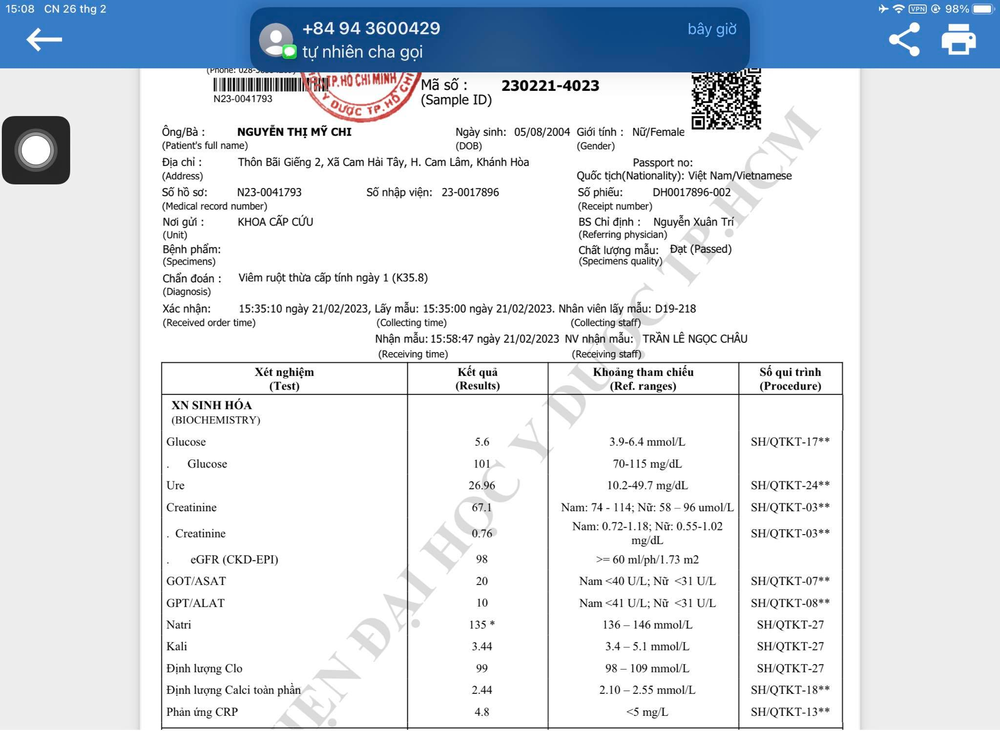 15:08 CN 26 thg 2
VPN 98%
+84 94 3600429 bây giờ
tự nhiên cha gọi
TP. HỒ CHÍ MINH
Y DƯỢC TP. HỒ CHÍ
N23-0041793
Mã số : 230221-4023
(Sample ID)
Ông/Bà : NGUYỄN THỊ MỸ CHI Ngày sinh: 05/08/2004 Giới tính : Nữ/Female
(Patient's full name) (DOB) (Gender)
Địa chỉ : Thôn Bãi Giếng 2, Xã Cam Hải Tây, H. Cam Lâm, Khánh Hòa Passport no:
(Address) Quốc tịch(Nationality): Việt Nam/Vietnamese
Số hồ sơ: N23-0041793 Số nhập viện: 23-0017896 Số phiếu: DH0017896-002
(Medical record number) (Receipt number)
Nơi gửi : KHOA CẤP CỨU BS Chỉ định : Nguyễn Xuân Trí
(Unit) (Referring physician)
Bệnh phẩm: Chất lượng mẫu: Đạt (Passed)
(Specimens) (Specimens quality)
Chẩn đoán : Viêm ruột thừa cấp tính ngày 1 (K35.8)
(Diagnosis)
Xác nhận: 15:35:10 ngày 21/02/2023, Lấy mẫu: 15:35:00 ngày 21/02/2023. Nhân viên lấy mẫu: D19-218
(Received order time) (Collecting time) (Collecting staff)
Nhận mẫu: 15:58:47 ngày 21/02/2023 NV nhận mẫu: TRẦN LÊ NGỌC CHÂU
(Receiving time) (Receiving staff)
Xét nghiệm Kết quả Khoảng tham chiếu Số qui trình
(Test) (Results) (Ref. ranges) (Procedure)
XN SINH HÓA
(BIOCHEMISTRY)
Glucose 5.6 3.9-6.4 mmol/L SH/QTKT-17**
. Glucose 101 70-115 mg/dL
Ure 26.96 10.2-49.7 mg/dL SH/QTKT-24**
Creatinine 67.1 Nam: 74 - 114; Nữ: 58 – 96 umol/L SH/QTKT-03**
. Creatinine 0.76 Nam: 0.72-1.18; Nữ: 0.55-1.02 mg/dL SH/QTKT-03**
. eGFR (CKD-EPI) 98 >= 60 ml/ph/1.73 m2
GOT/ASAT 20 Nam <40 U/L; Nữ <31 U/L SH/QTKT-07**
GPT/ALAT 10 Nam <41 U/L; Nữ <31 U/L SH/QTKT-08**
Natri 135 * 136 – 146 mmol/L SH/QTKT-27
Kali 3.44 3.4 – 5.1 mmol/L SH/QTKT-27
Định lượng Clo 99 98 – 109 mmol/L SH/QTKT-27
Định lượng Calci toàn phần 2.44 2.10 – 2.55 mmol/L SH/QTKT-18**
Phản ứng CRP 4.8 <5 mg/L SH/QTKT-13**
ĐẠI HỌC Y DƯỢC TP.HCM